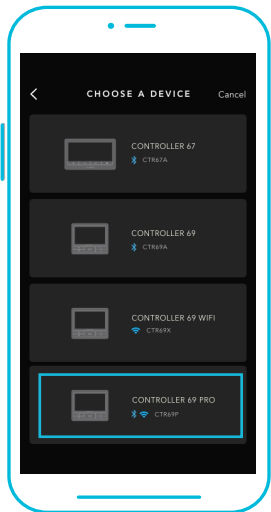 CHOOSE A DEVICE Cancel
CONTROLLER 67
CTR67A
CONTROLLER 69
CTR69A
CONTROLLER 69 WIFI
CTR69X
CONTROLLER 69 PRO
CTR69P